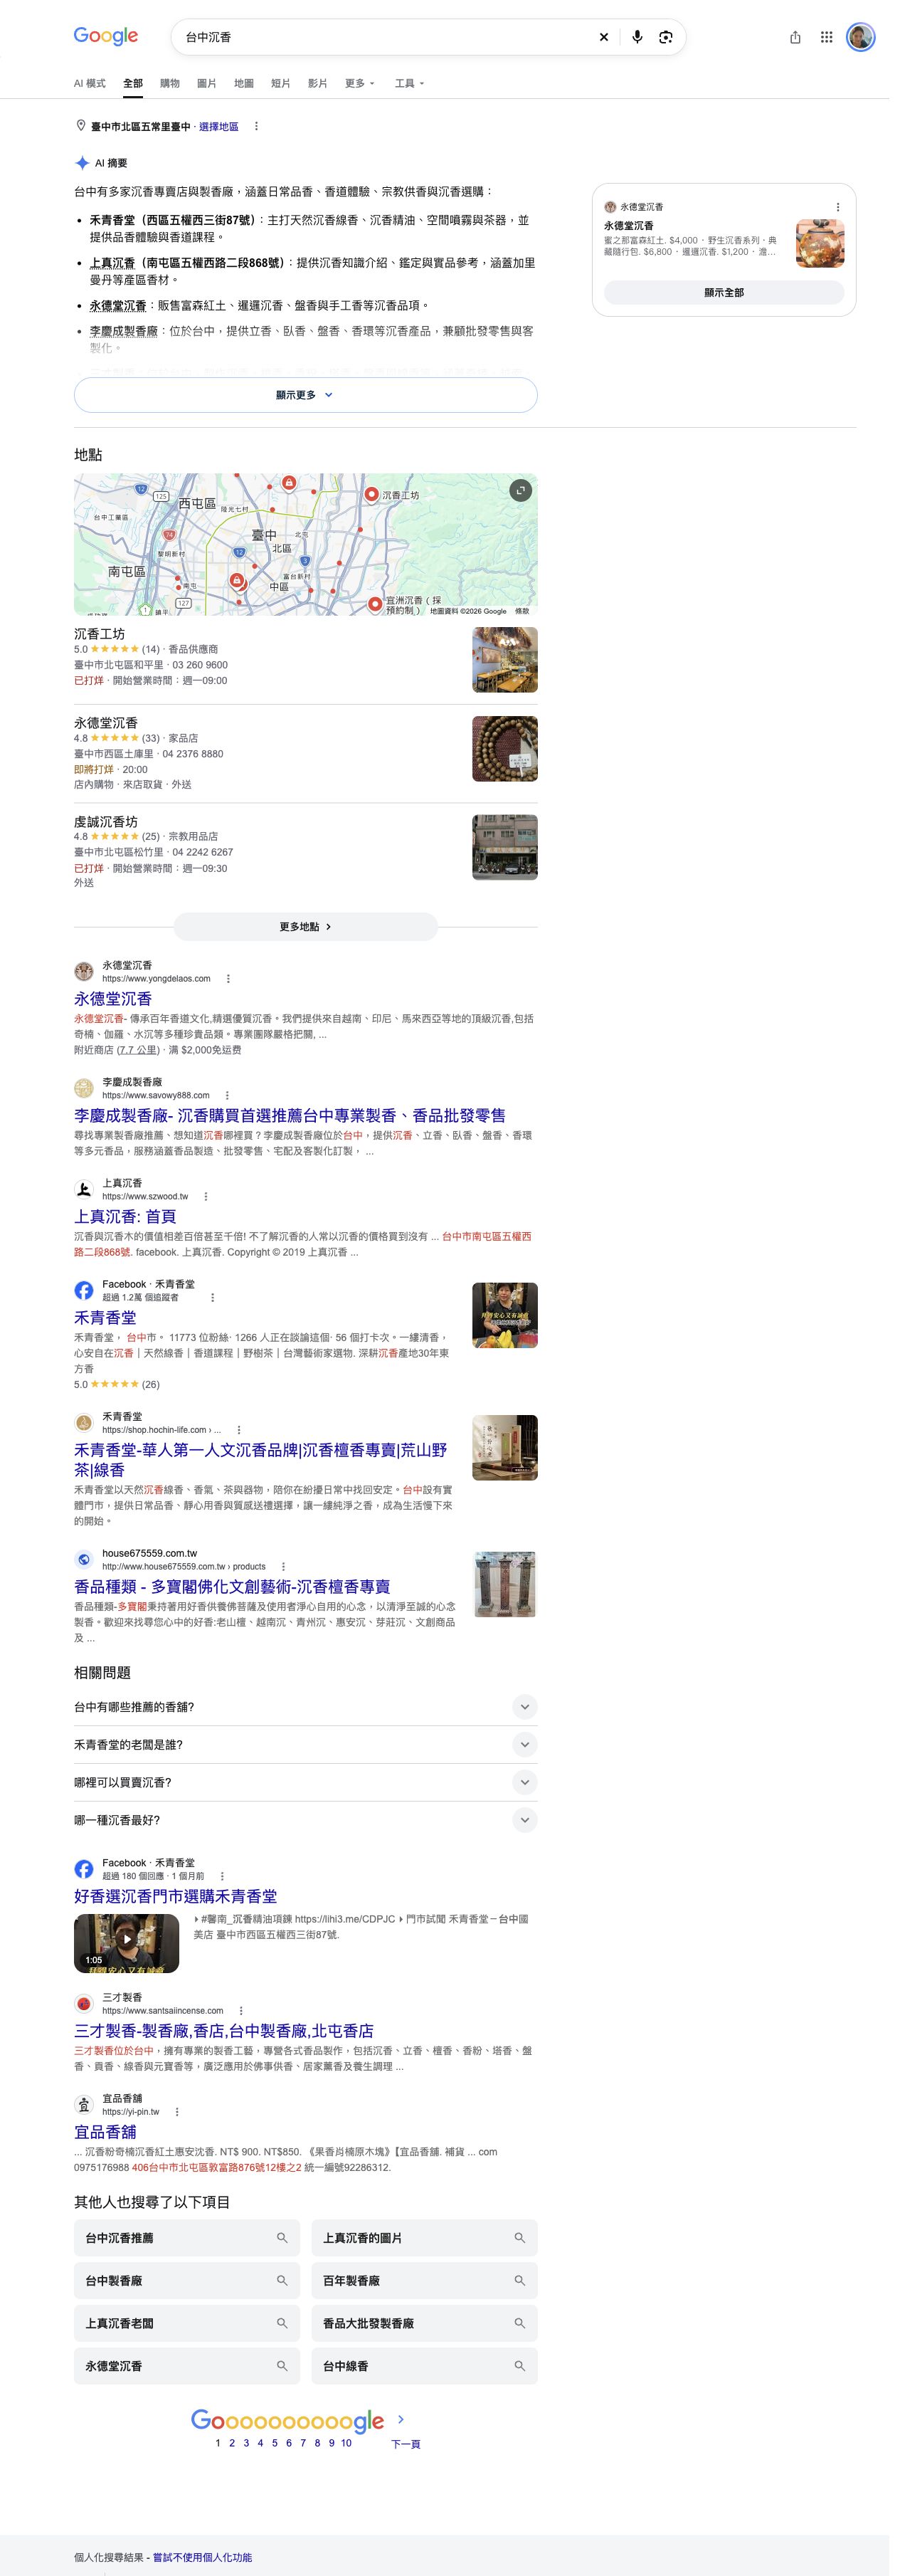 Google
台中沉香
AI 模式 全部 購物 圖片 地圖 短片 影片 更多 工具
臺中市北區五常里臺中 · 選擇地區
AI 摘要
台中有多家沉香專賣店與製香廠，涵蓋日常品香、香道體驗、宗教供香與沉香選購：
禾青香堂（西區五權西三街87號）：主打天然沉香線香、沉香精油、空間噴霧與茶器，並
提供品香體驗與香道課程。
上真沉香（南屯區五權西路二段868號）：提供沉香知識介紹、鑑定與實品參考，涵蓋加里
曼丹等產區香材。
永德堂沉香：販售富森紅土、邏邏沉香、盤香與手工香等沉香品項。
李慶成製香廠：位於台中，提供立香、臥香、盤香、香環等沉香產品，兼顧批發零售與客
製化。
顯示更多
永德堂沉香
永德堂沉香
蜜之那富森紅土. $4,000 · 野生沉香系列 · 典
藏隨行包. $6,800 · 邏邏沉香. $1,200 · 澹...
顯示全部
地點
西屯區
陵光七村
沉香工坊
台中工業區
臺中
北屯
北區
黎明新村
南屯區
南屯
富台新村
中區
鎮平
宜洲沉香（採
預約制）
地圖資料 ©2026 Google 條款
12
125
74
12
3
127
1
沉香工坊
5.0 (14) · 香品供應商
臺中市北屯區和平里 · 03 260 9600
已打烊 · 開始營業時間：週一09:00
永德堂沉香
4.8 (33) · 家品店
臺中市西區土庫里 · 04 2376 8880
即將打烊 · 20:00
店內購物 · 來店取貨 · 外送
虔誠沉香坊
4.8 (25) · 宗教用品店
臺中市北屯區松竹里 · 04 2242 6267
已打烊 · 開始營業時間：週一09:30
外送
更多地點
永德堂沉香
https://www.yongdelaos.com
永德堂沉香
永德堂沉香- 傳承百年香道文化,精選優質沉香。我們提供來自越南、印尼、馬來西亞等地的頂級沉香,包括
奇楠、伽羅、水沉等多種珍貴品類。專業團隊嚴格把關, ...
附近商店 (7.7 公里) · 满 $2,000免运费
李慶成製香廠
https://www.savowy888.com
李慶成製香廠- 沉香購買首選推薦台中專業製香、香品批發零售
尋找專業製香廠推薦、想知道沉香哪裡買？李慶成製香廠位於台中，提供沉香、立香、臥香、盤香、香環
等多元香品，服務涵蓋香品製造、批發零售、宅配及客製化訂製， ...
上真沉香
https://www.szwood.tw
上真沉香: 首頁
沉香與沉香木的價值相差百倍甚至千倍! 不了解沉香的人常以沉香的價格買到沒有 ... 台中市南屯區五權西
路二段868號. facebook. 上真沉香. Copyright © 2019 上真沉香 ...
Facebook · 禾青香堂
超過 1.2萬 個追蹤者
禾青香堂
禾青香堂， 台中市。 11773 位粉絲· 1266 人正在談論這個· 56 個打卡次。一縷清香，
心安自在沉香｜天然線香｜香道課程｜野樹茶｜台灣藝術家選物. 深耕沉香產地30年東
方香
5.0 (26)
禾青香堂
https://shop.hochin-life.com › ...
禾青香堂-華人第一人文沉香品牌|沉香檀香專賣|荒山野
茶|線香
禾青香堂以天然沉香線香、香氣、茶與器物，陪你在紛擾日常中找回安定。台中設有實
體門市，提供日常品香、靜心用香與質感送禮選擇，讓一縷純淨之香，成為生活慢下來
的開始。
house675559.com.tw
http://www.house675559.com.tw › products
香品種類 - 多寶閣佛化文創藝術-沉香檀香專賣
香品種類-多寶閣秉持著用好香供養佛菩薩及使用者淨心自用的心念，以清淨至誠的心念
製香。歡迎來找尋您心中的好香:老山檀、越南沉、青州沉、惠安沉、芽莊沉、文創商品
及 ...
相關問題
台中有哪些推薦的香舖?
禾青香堂的老闆是誰?
哪裡可以買賣沉香?
哪一種沉香最好?
Facebook · 禾青香堂
超過 180 個回應 · 1 個月前
好香選沉香門市選購禾青香堂
1:05
#馨南_沉香精油項鍊 https://lihi3.me/CDPJC 門市試聞 禾青香堂－台中國
美店 臺中市西區五權西三街87號.
三才製香
https://www.santsaiincense.com
三才製香-製香廠,香店,台中製香廠,北屯香店
三才製香位於台中，擁有專業的製香工藝，專營各式香品製作，包括沉香、立香、檀香、香粉、塔香、盤
香、貢香、線香與元寶香等，廣泛應用於佛事供香、居家薰香及養生調理 ...
宜品香舖
https://yi-pin.tw
宜品香舖
... 沉香粉奇楠沉香紅土惠安沈香. NT$ 900. NT$850. 《果香肖楠原木塊》【宜品香舖. 補貨 ... com
0975176988 406台中市北屯區敦富路876號12樓之2 統一編號92286312.
其他人也搜尋了以下項目
台中沉香推薦
上真沉香的圖片
台中製香廠
百年製香廠
上真沉香老闆
香品大批發製香廠
永德堂沉香
台中線香
Goooooooooogle
1 2 3 4 5 6 7 8 9 10 下一頁
個人化搜尋結果 - 嘗試不使用個人化功能